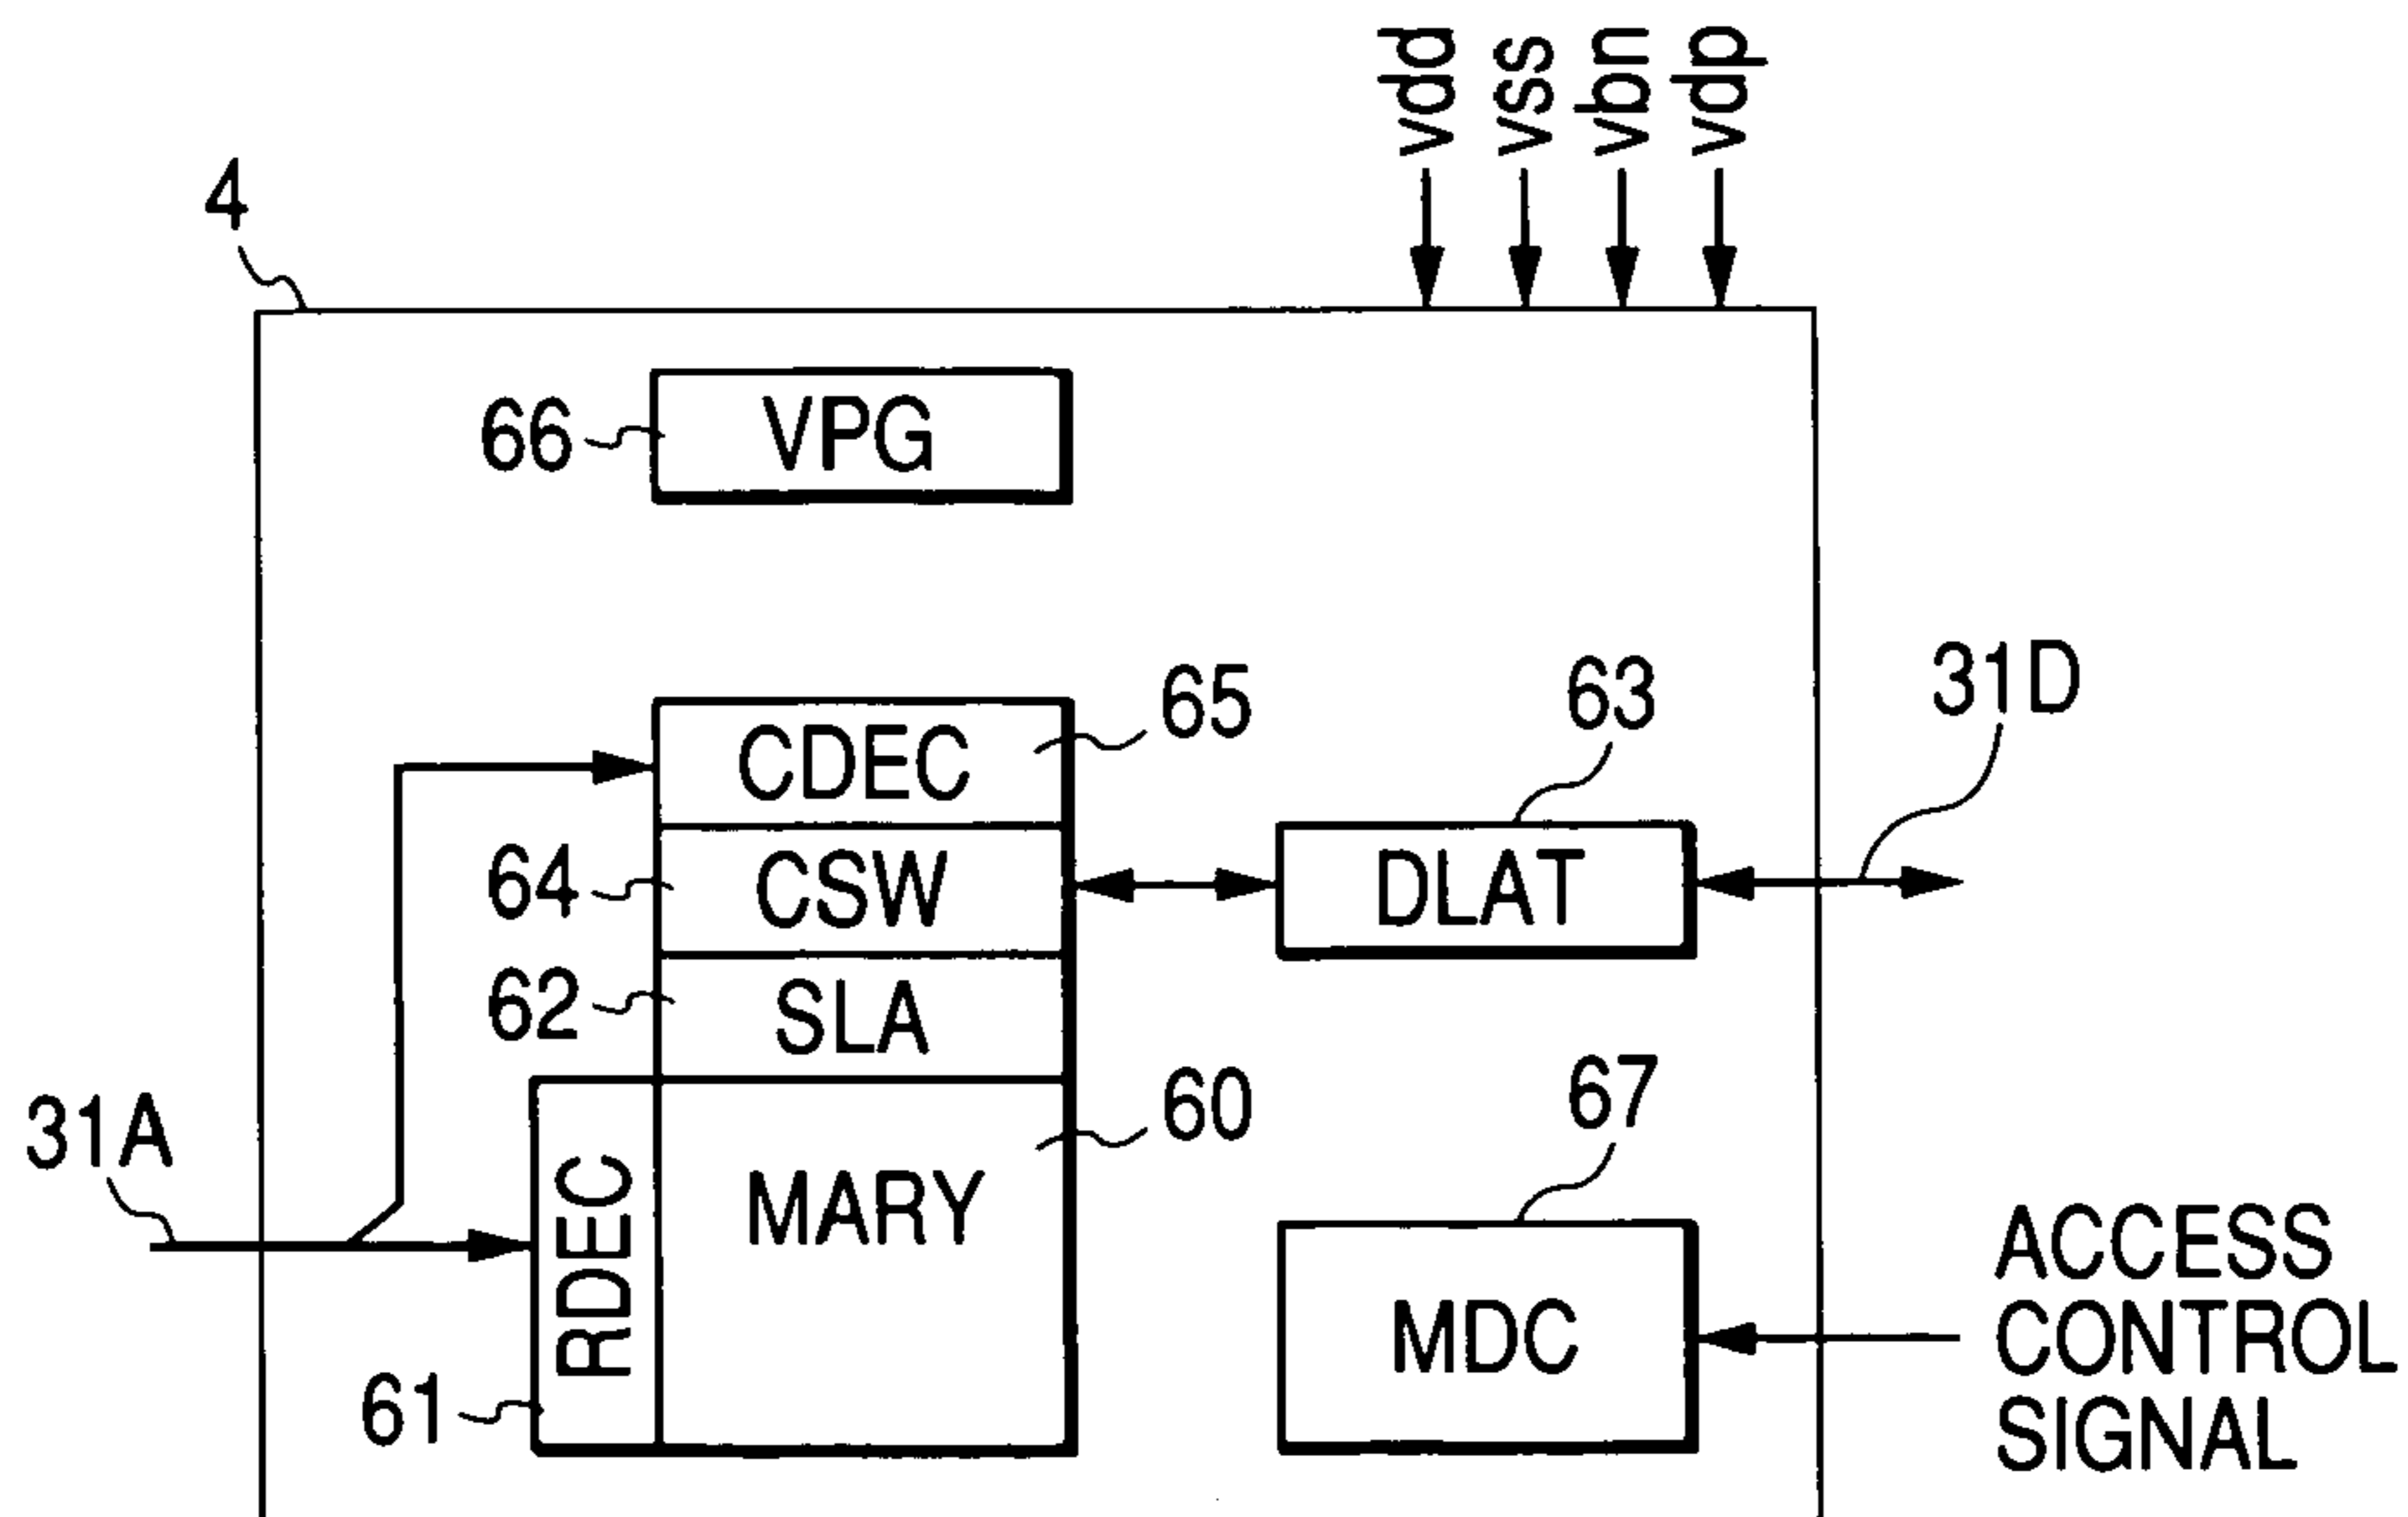 vdd
vss
vbn
vdp
4
66
VPG
CDEC
65
63
31D
64
CSW
DLAT
62
SLA
31A
RDEC
61
MARY
60
67
MDC
ACCESS
CONTROL
SIGNAL